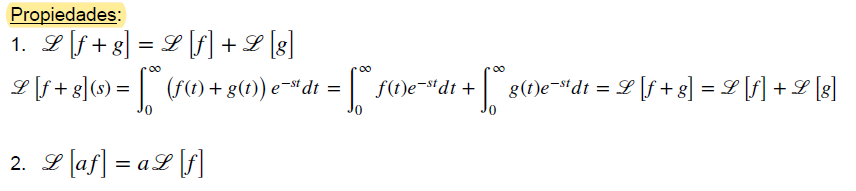 Propiedades:
1. ℒ [f + g] = ℒ [f] + ℒ [g]
ℒ [f + g](s) = ∫₀^∞ (f(t) + g(t)) e^{−st} dt = ∫₀^∞ f(t)e^{−st} dt + ∫₀^∞ g(t)e^{−st} dt = ℒ [f + g] = ℒ [f] + ℒ [g]
2. ℒ [af] = aℒ [f]